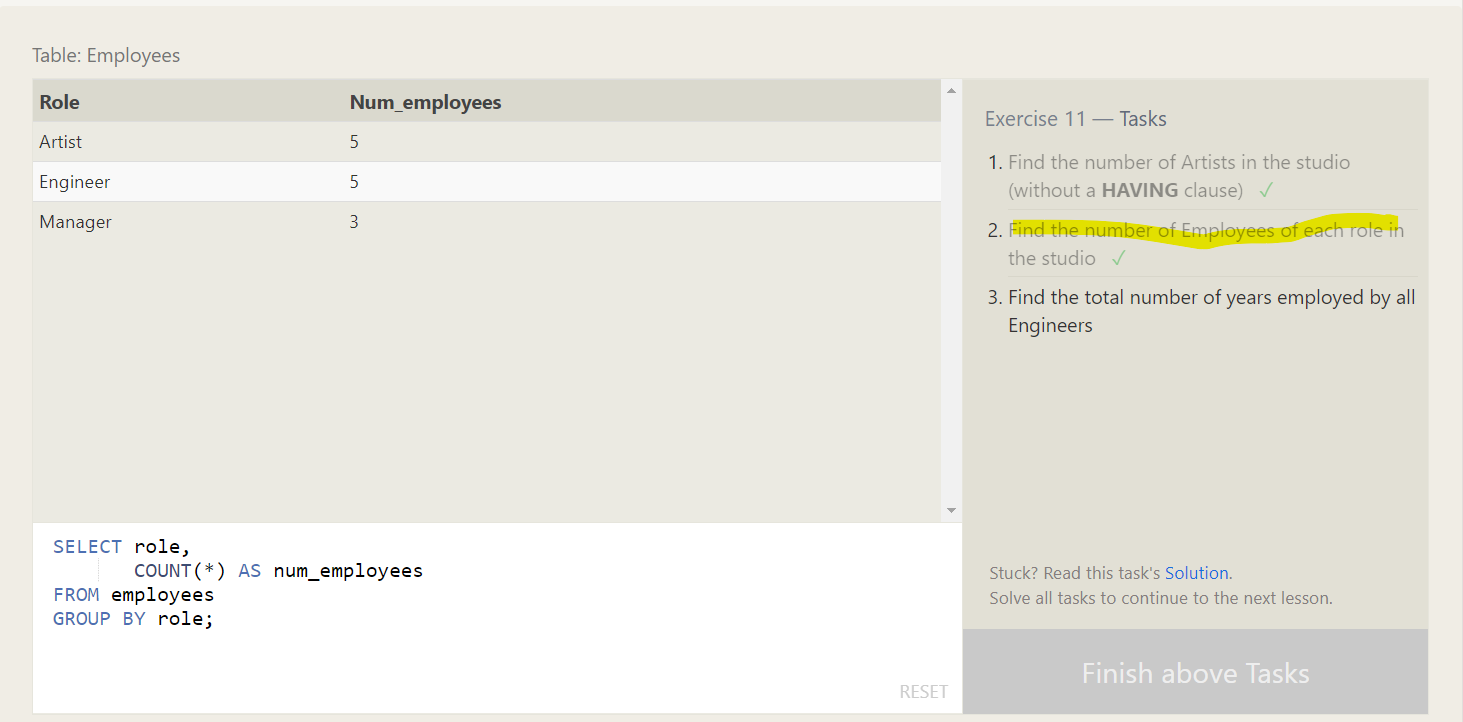 Table: Employees
Role Num_employees
Artist 5
Engineer 5
Manager 3
SELECT role,
COUNT(*) AS num_employees
FROM employees
GROUP BY role;
RESET
Exercise 11 — Tasks
1. Find the number of Artists in the studio
(without a HAVING clause) ✓
2. Find the number of Employees of each role in
the studio ✓
3. Find the total number of years employed by all
Engineers
Stuck? Read this task's Solution.
Solve all tasks to continue to the next lesson.
Finish above Tasks